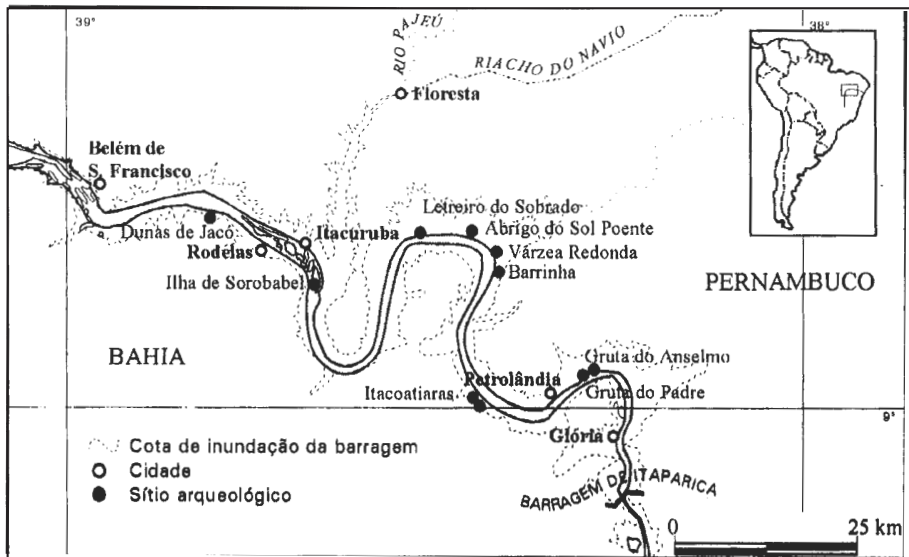 39°
38°
RIO PAJEÚ
RIACHO DO NAVIO
Floresta
Belém de
S. Francisco
Letreiro do Sobrado
Dunas de Jacó
Itacuruba
Abrigo do Sol Poente
Rodelas
Várzea Redonda
Barrinha
Ilha de Sorobabel
PERNAMBUCO
BAHIA
Gruta do Anselmo
Petrolândia
Itacoatiaras
Gruta do Padre
9°
Glória
Cota de inundação da barragem
Cidade
Sítio arqueológico
BARRAGEM DE ITAPARICA
0
25 km